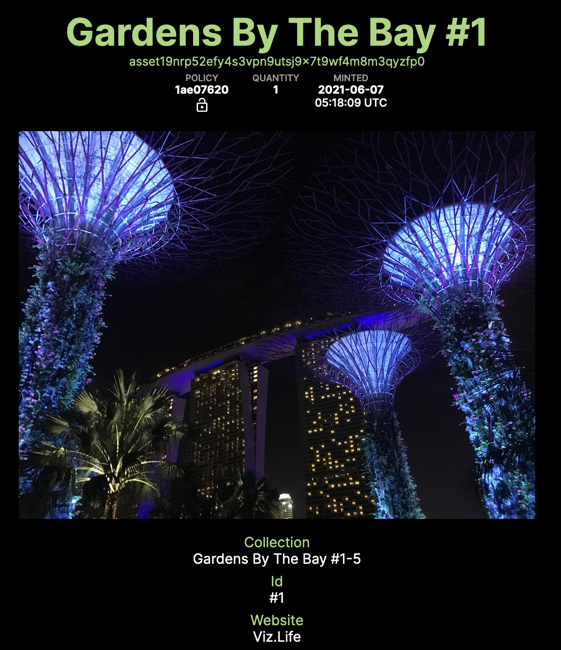 Gardens By The Bay #1
asset19nrp52efy4s3vpn9utsj9x7t9wf4m8m3qyzfp0
POLICY QUANTITY MINTED
1ae07620 1 2021-06-07
05:18:09 UTC
Collection
Gardens By The Bay #1-5
Id
#1
Website
Viz.Life